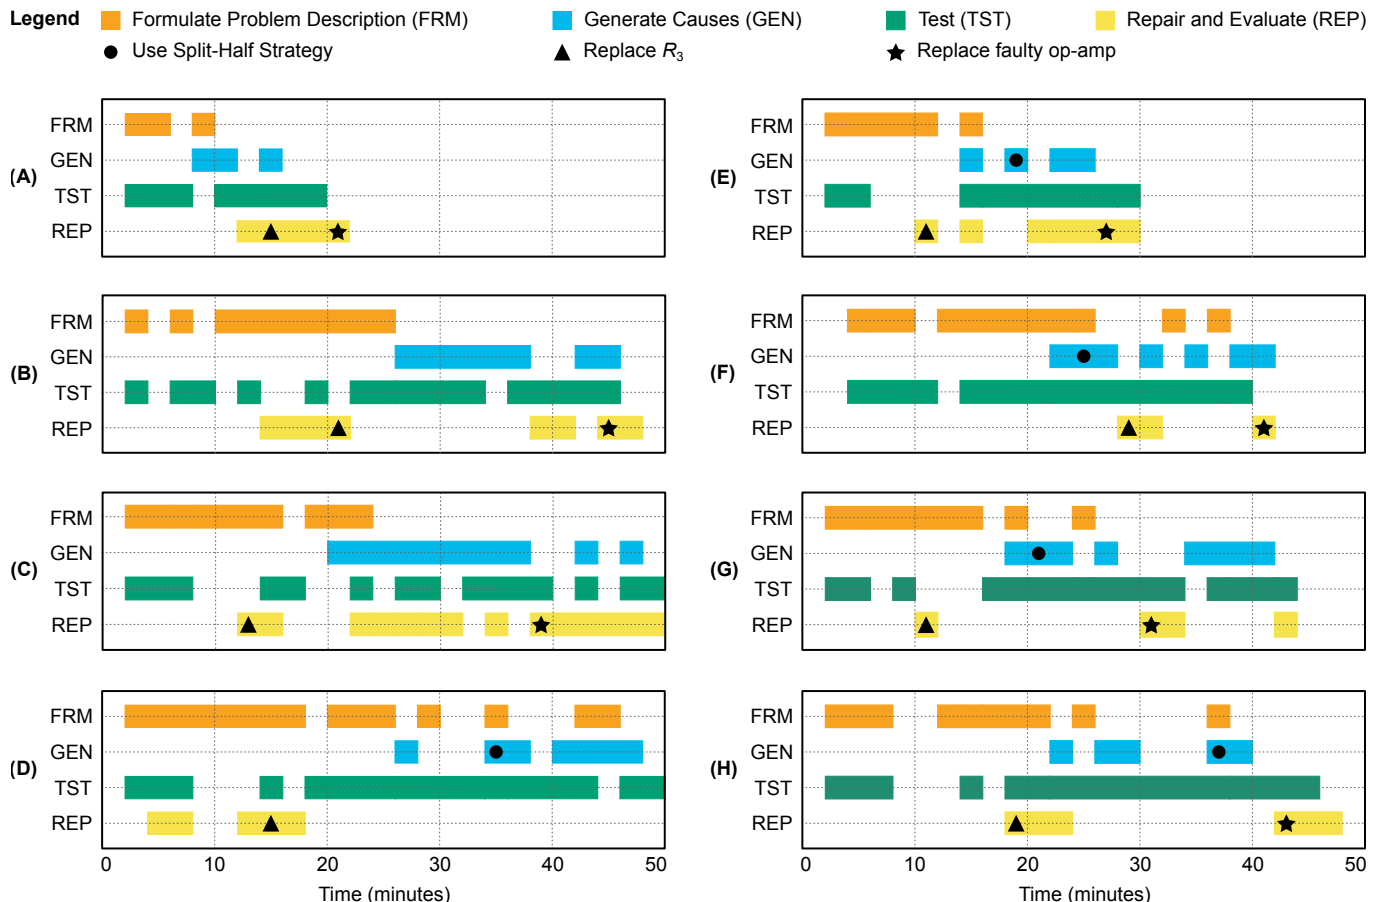 Legend Formulate Problem Description (FRM) Generate Causes (GEN) Test (TST) Repair and Evaluate (REP)
Use Split-Half Strategy Replace R3 Replace faulty op-amp
(A)
FRM
GEN
TST
REP
(E)
FRM
GEN
TST
REP
(B)
FRM
GEN
TST
REP
(F)
FRM
GEN
TST
REP
(C)
FRM
GEN
TST
REP
(G)
FRM
GEN
TST
REP
(D)
FRM
GEN
TST
REP
(H)
FRM
GEN
TST
REP
0 10 20 30 40 50
0 10 20 30 40 50
Time (minutes)
Time (minutes)